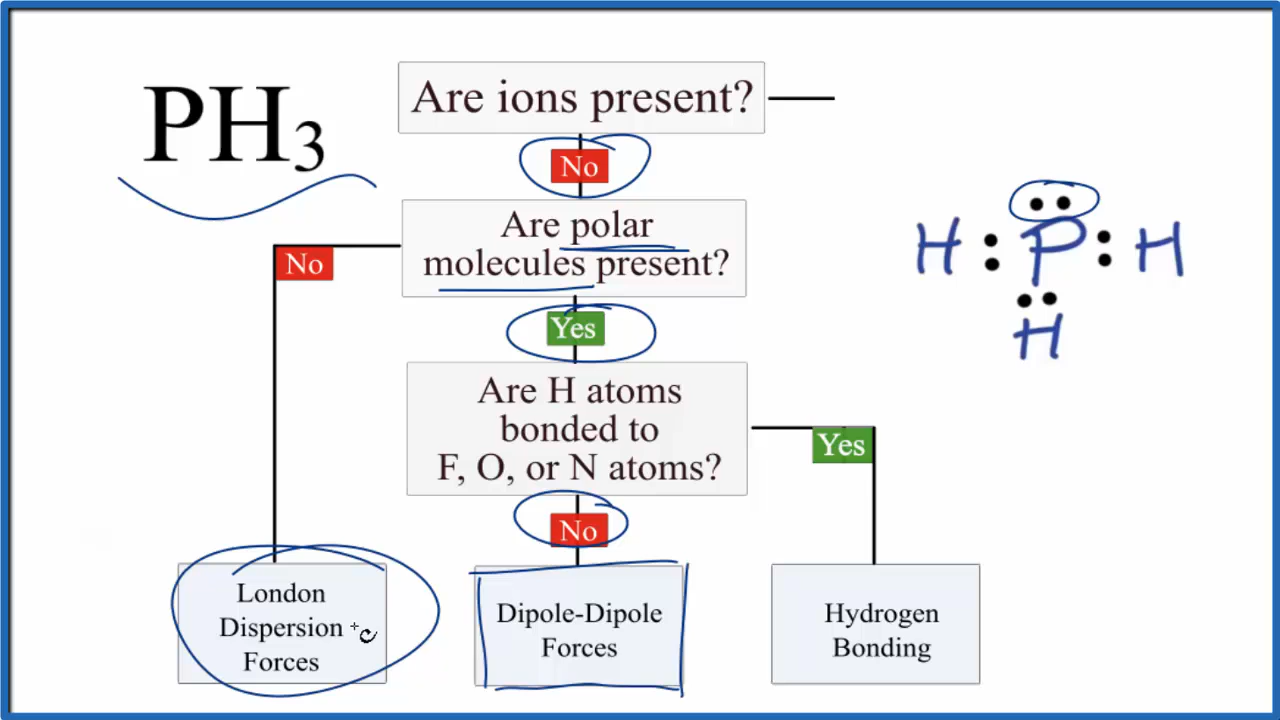 PH₃
Are ions present?
No
Are polar
molecules present?
No
Yes
Are H atoms
bonded to
F, O, or N atoms?
Yes
No
London
Dispersion
Forces
Dipole-Dipole
Forces
Hydrogen
Bonding
H : P : H
H